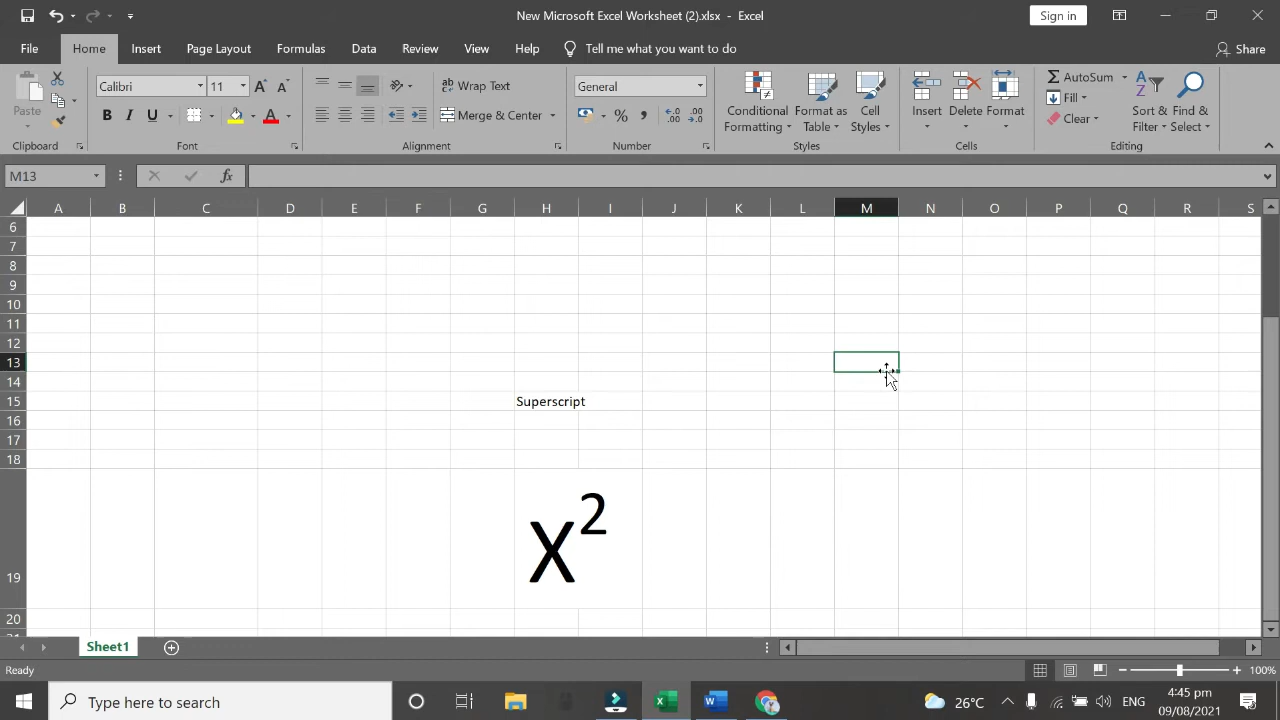 New Microsoft Excel Worksheet (2).xlsx - Excel
Sign in
File Home Insert Page Layout Formulas Data Review View Help Tell me what you want to do Share
Paste
Clipboard
Calibri 11
B I U A
Font
ab Wrap Text
Merge & Center
Alignment
General
% ,
Number
Conditional Formatting
Format as Table
Cell Styles
Styles
Insert Delete Format
Cells
AutoSum
Fill
Clear
Sort & Filter
Find & Select
Editing
M13 fx
A B C D E F G H I J K L M N O P Q R S
6
7
8
9
10
11
12
13
14
15 Superscript
16
17
18
19 X²
20
21
Sheet1
Ready 100%
Type here to search
26°C ENG 4:45 pm
09/08/2021